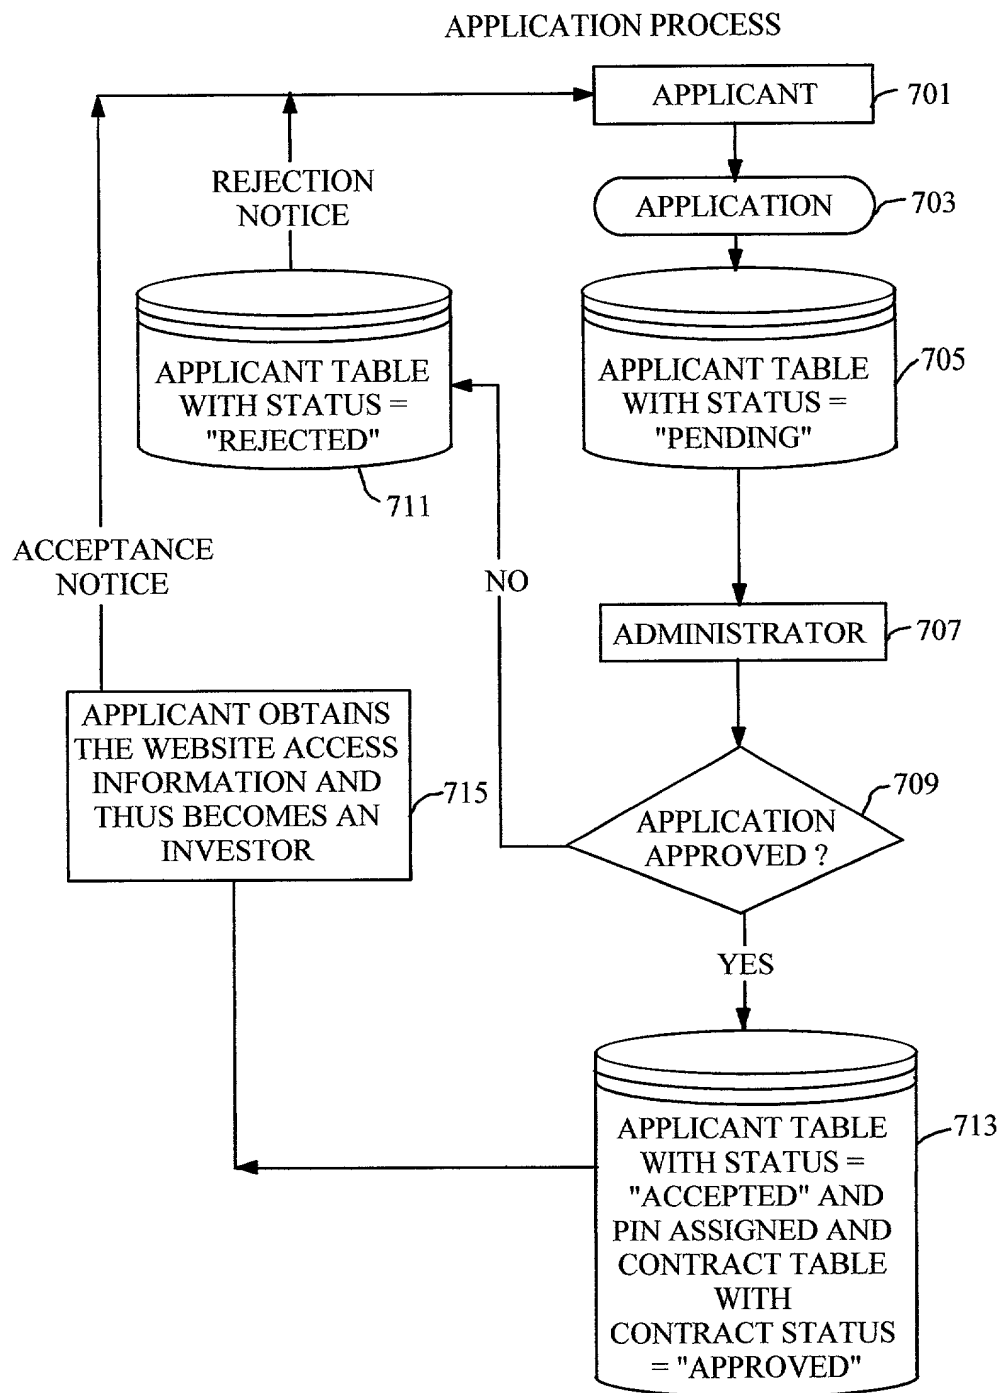 APPLICATION PROCESS
APPLICANT
701
APPLICATION
703
REJECTION
NOTICE
APPLICANT TABLE
WITH STATUS =
"PENDING"
705
APPLICANT TABLE
WITH STATUS =
"REJECTED"
711
ACCEPTANCE
NOTICE
NO
ADMINISTRATOR
707
APPLICANT OBTAINS
THE WEBSITE ACCESS
INFORMATION AND
THUS BECOMES AN
INVESTOR
715
APPLICATION
APPROVED ?
709
YES
APPLICANT TABLE
WITH STATUS =
"ACCEPTED" AND
PIN ASSIGNED AND
CONTRACT TABLE
WITH
CONTRACT STATUS
= "APPROVED"
713